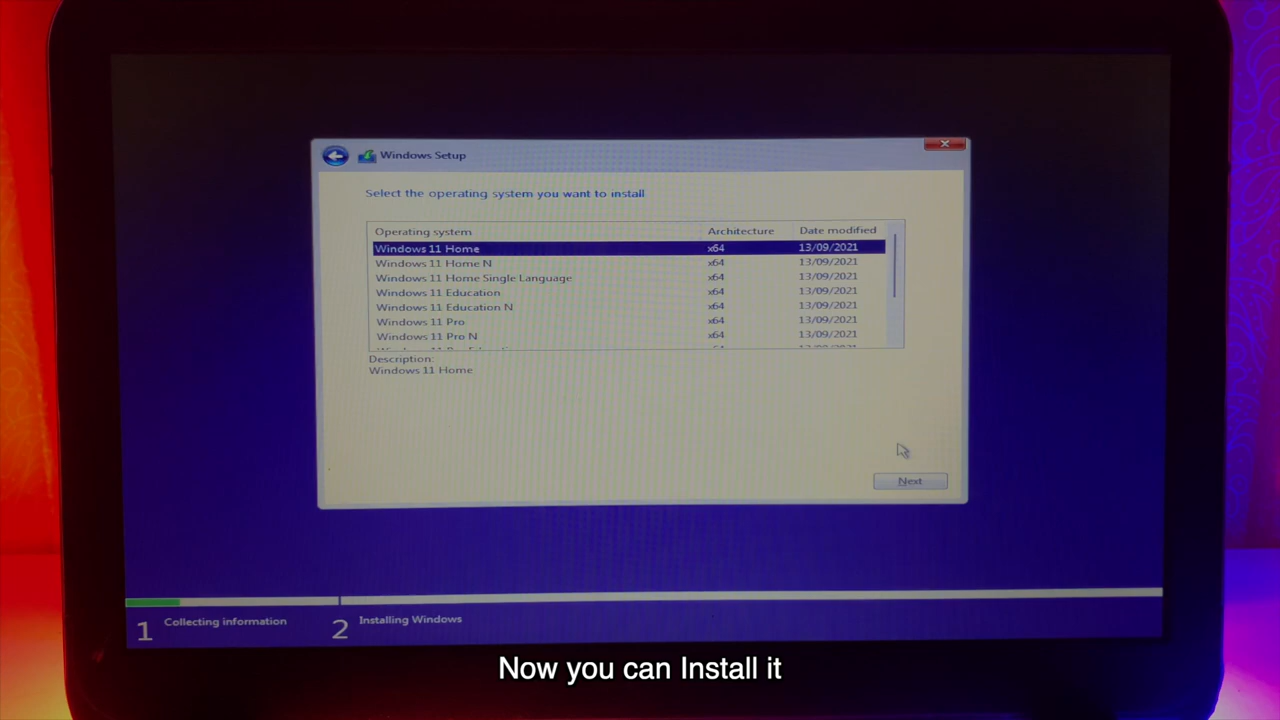 Windows Setup
Select the operating system you want to install
Operating system Architecture Date modified
Windows 11 Home x64 13/09/2021
Windows 11 Home N x64 13/09/2021
Windows 11 Home Single Language x64 13/09/2021
Windows 11 Education x64 13/09/2021
Windows 11 Education N x64 13/09/2021
Windows 11 Pro x64 13/09/2021
Windows 11 Pro N x64 13/09/2021
Description:
Windows 11 Home
Next
1 Collecting information 2 Installing Windows
Now you can Install it